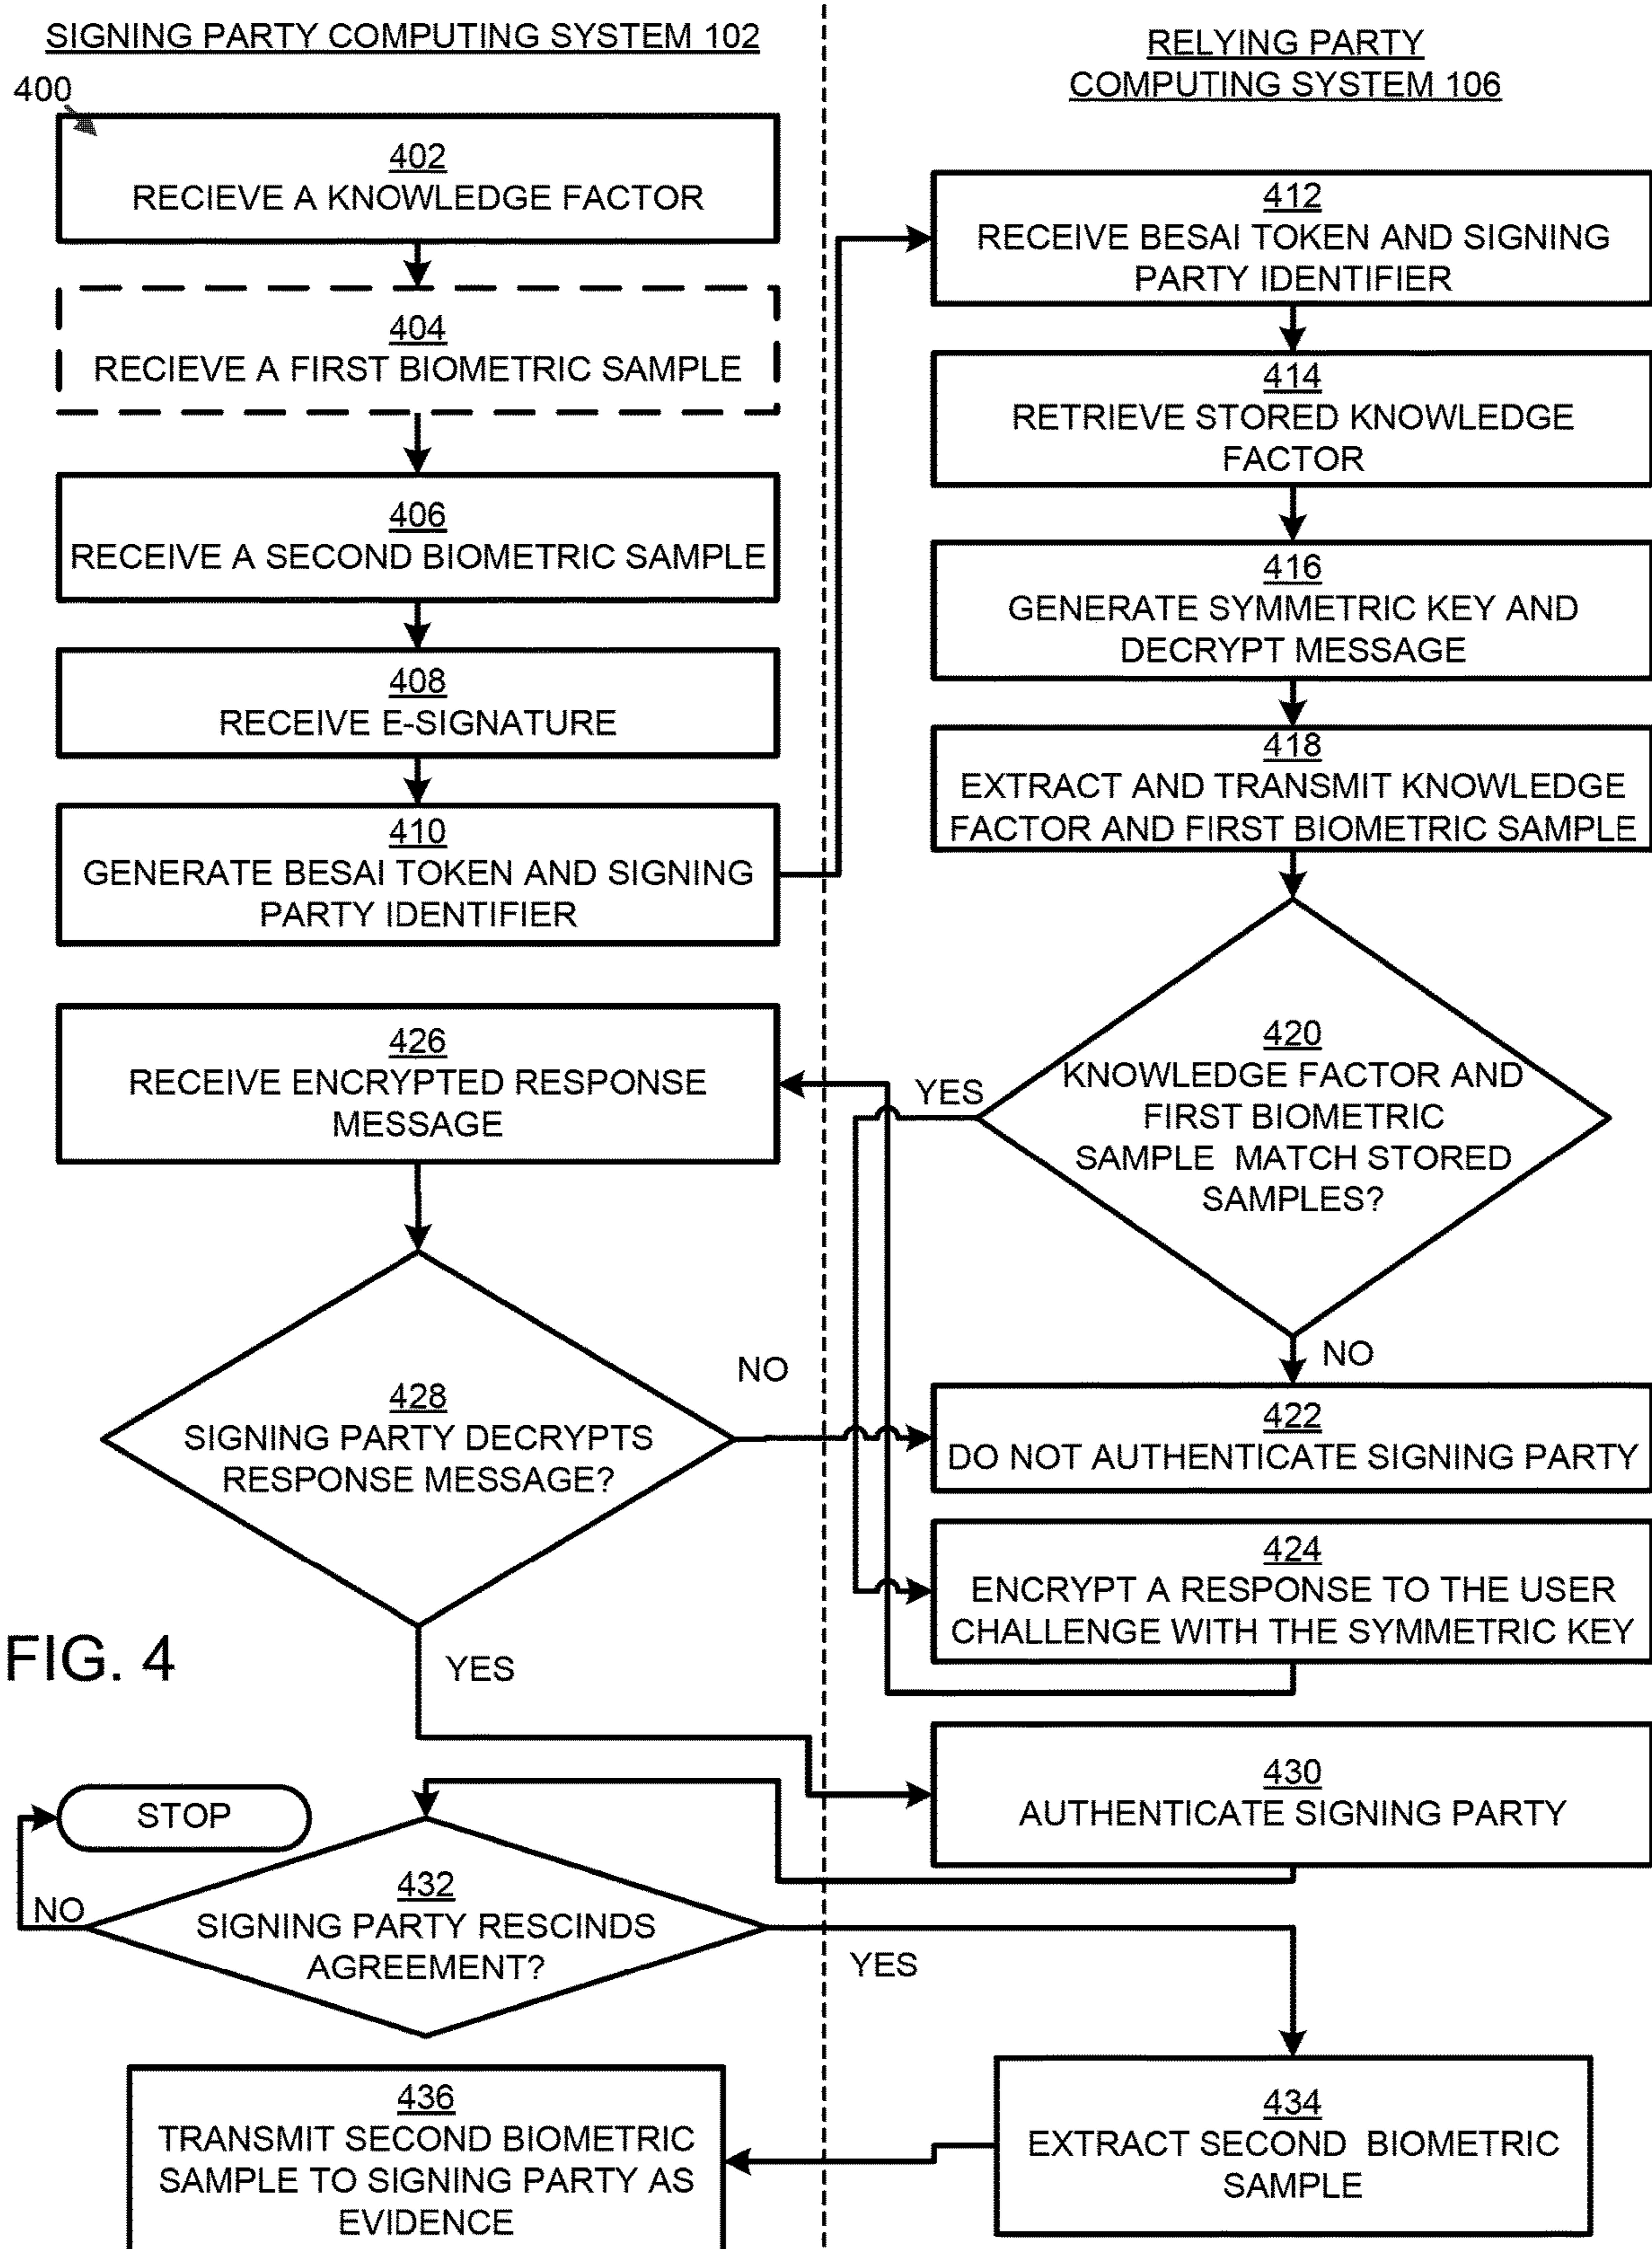 SIGNING PARTY COMPUTING SYSTEM 102
400
402
RECIEVE A KNOWLEDGE FACTOR
404
RECIEVE A FIRST BIOMETRIC SAMPLE
406
RECEIVE A SECOND BIOMETRIC SAMPLE
408
RECEIVE E-SIGNATURE
410
GENERATE BESAI TOKEN AND SIGNING
PARTY IDENTIFIER
RELYING PARTY
COMPUTING SYSTEM 106
412
RECEIVE BESAI TOKEN AND SIGNING
PARTY IDENTIFIER
414
RETRIEVE STORED KNOWLEDGE
FACTOR
416
GENERATE SYMMETRIC KEY AND
DECRYPT MESSAGE
418
EXTRACT AND TRANSMIT KNOWLEDGE
FACTOR AND FIRST BIOMETRIC SAMPLE
420
KNOWLEDGE FACTOR AND
FIRST BIOMETRIC
SAMPLE MATCH STORED
SAMPLES?
YES
NO
422
DO NOT AUTHENTICATE SIGNING PARTY
424
ENCRYPT A RESPONSE TO THE USER
CHALLENGE WITH THE SYMMETRIC KEY
426
RECEIVE ENCRYPTED RESPONSE
MESSAGE
428
SIGNING PARTY DECRYPTS
RESPONSE MESSAGE?
NO
YES
FIG. 4
430
AUTHENTICATE SIGNING PARTY
STOP
432
SIGNING PARTY RESCINDS
AGREEMENT?
NO
YES
434
EXTRACT SECOND BIOMETRIC
SAMPLE
436
TRANSMIT SECOND BIOMETRIC
SAMPLE TO SIGNING PARTY AS
EVIDENCE